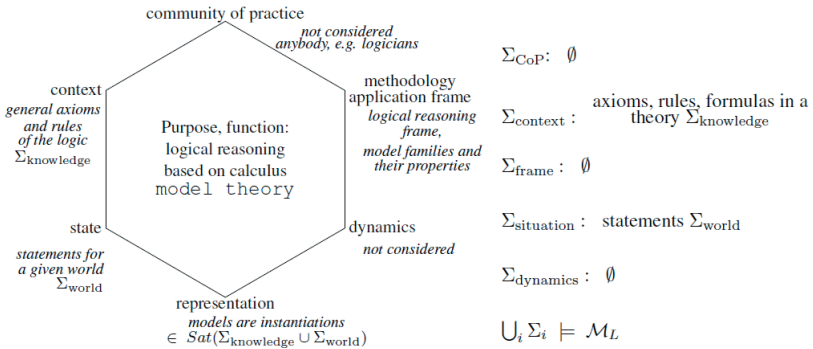 community of practice
not considered
anybody, e.g. logicians
context
general axioms
and rules
of the logic
Σknowledge
methodology
application frame
logical reasoning
frame,
model families and
their properties
Purpose, function:
logical reasoning
based on calculus
model theory
state
statements for
a given world
Σworld
dynamics
not considered
representation
models are instantiations
∈ Sat(Σknowledge ∪ Σworld)
ΣCoP: ∅
Σcontext : axioms, rules, formulas in a
theory Σknowledge
Σframe : ∅
Σsituation : statements Σworld
Σdynamics : ∅
⋃i Σi ⊨ ML